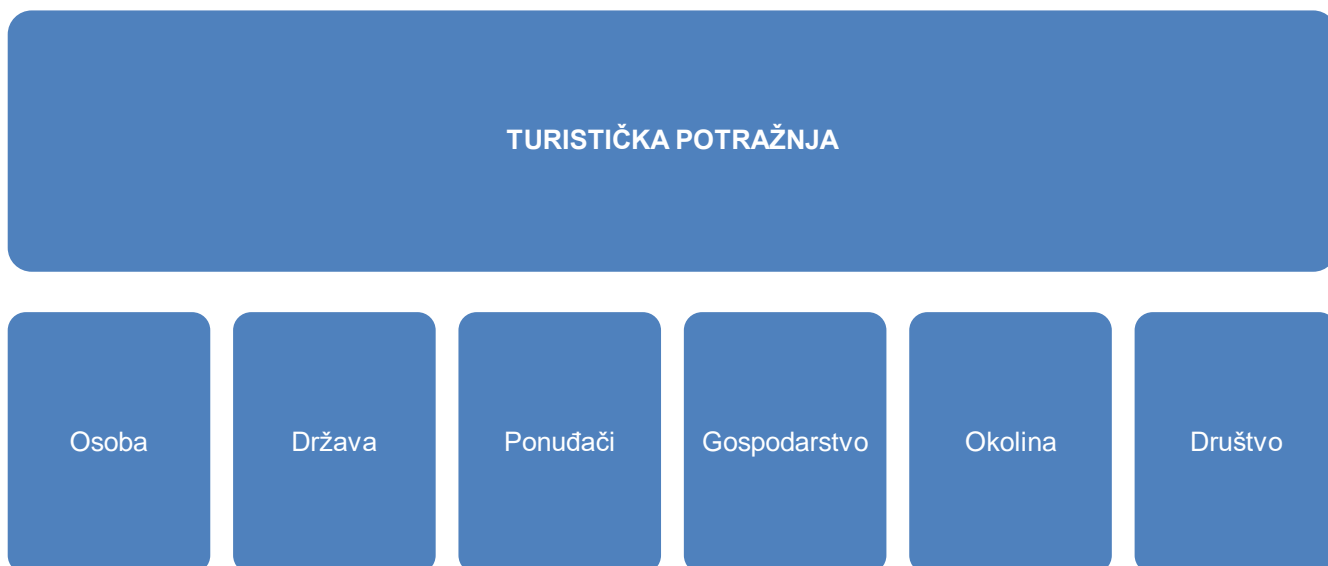 TURISTIČKA POTRAŽNJA
Osoba
Država
Ponuđači
Gospodarstvo
Okolina
Društvo